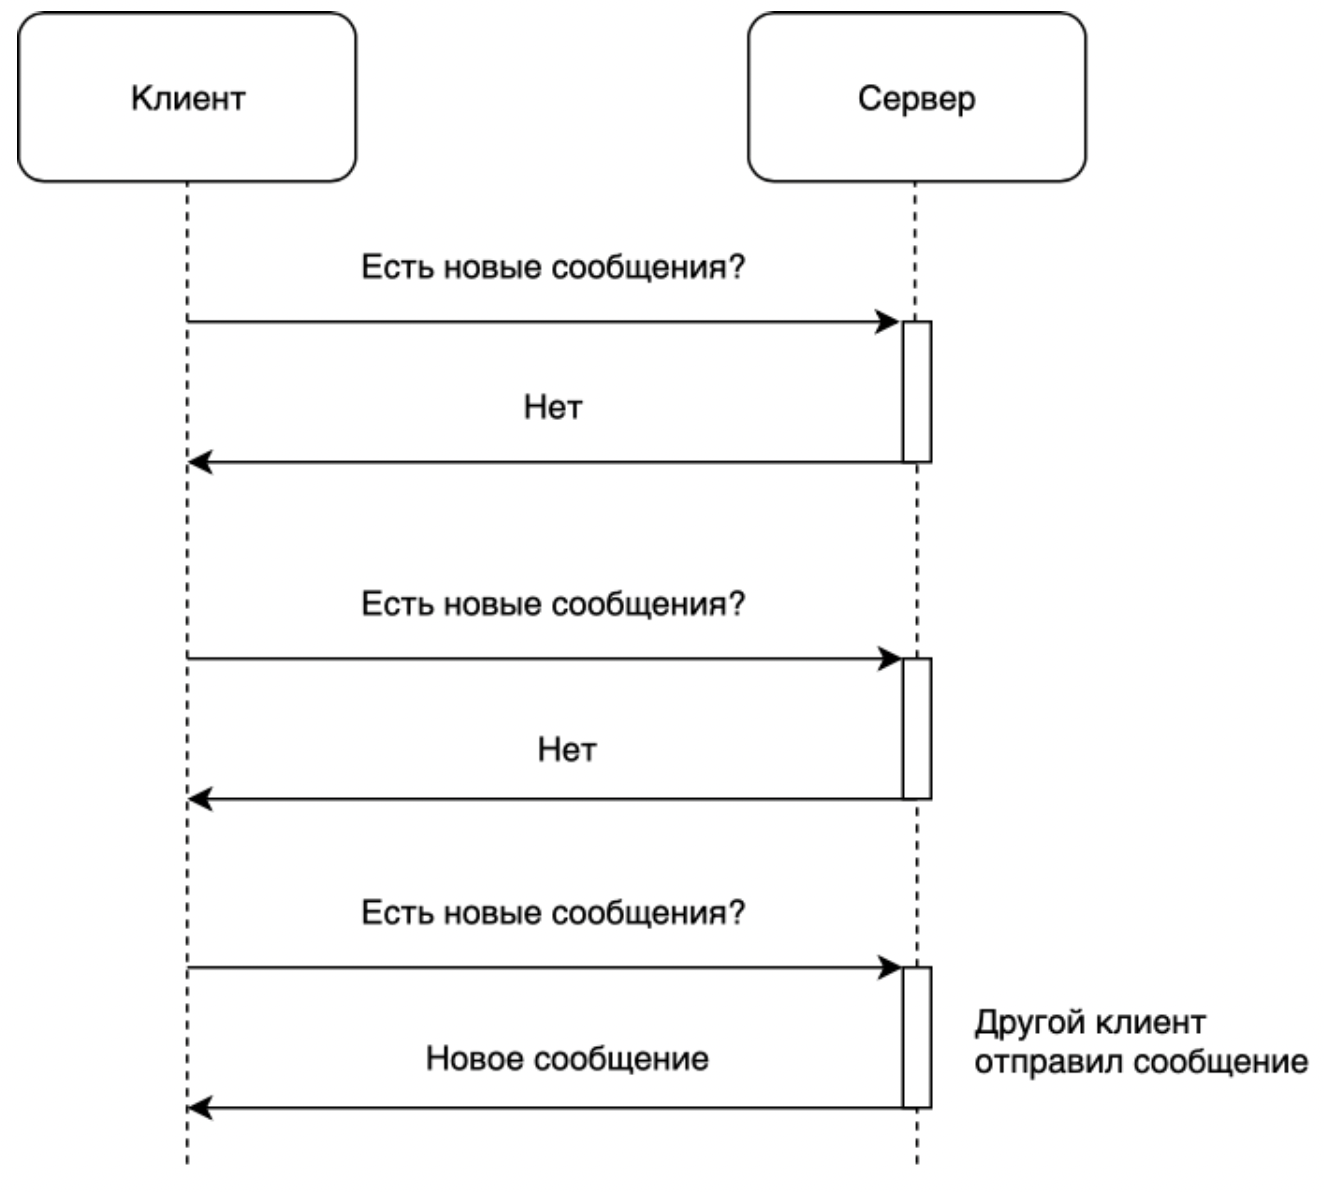 Клиент
Сервер
Есть новые сообщения?
Нет
Есть новые сообщения?
Нет
Есть новые сообщения?
Другой клиент
отправил сообщение
Новое сообщение